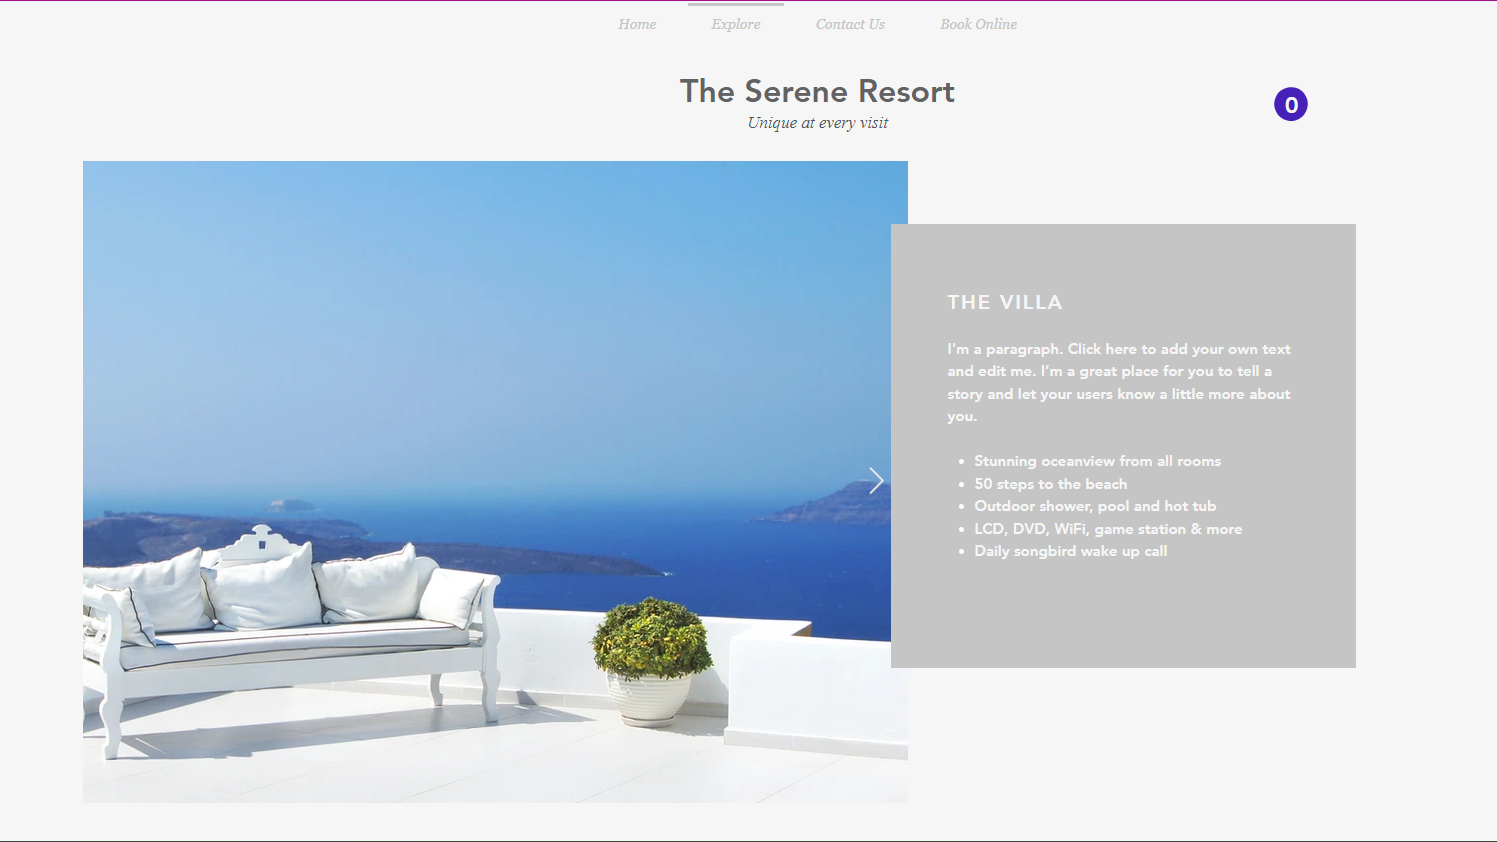 Home
Explore
Contact Us
Book Online
The Serene Resort
Unique at every visit
0
THE VILLA
I'm a paragraph. Click here to add your own text
and edit me. I'm a great place for you to tell a
story and let your users know a little more about
you.
Stunning oceanview from all rooms
50 steps to the beach
Outdoor shower, pool and hot tub
LCD, DVD, WiFi, game station & more
Daily songbird wake up call